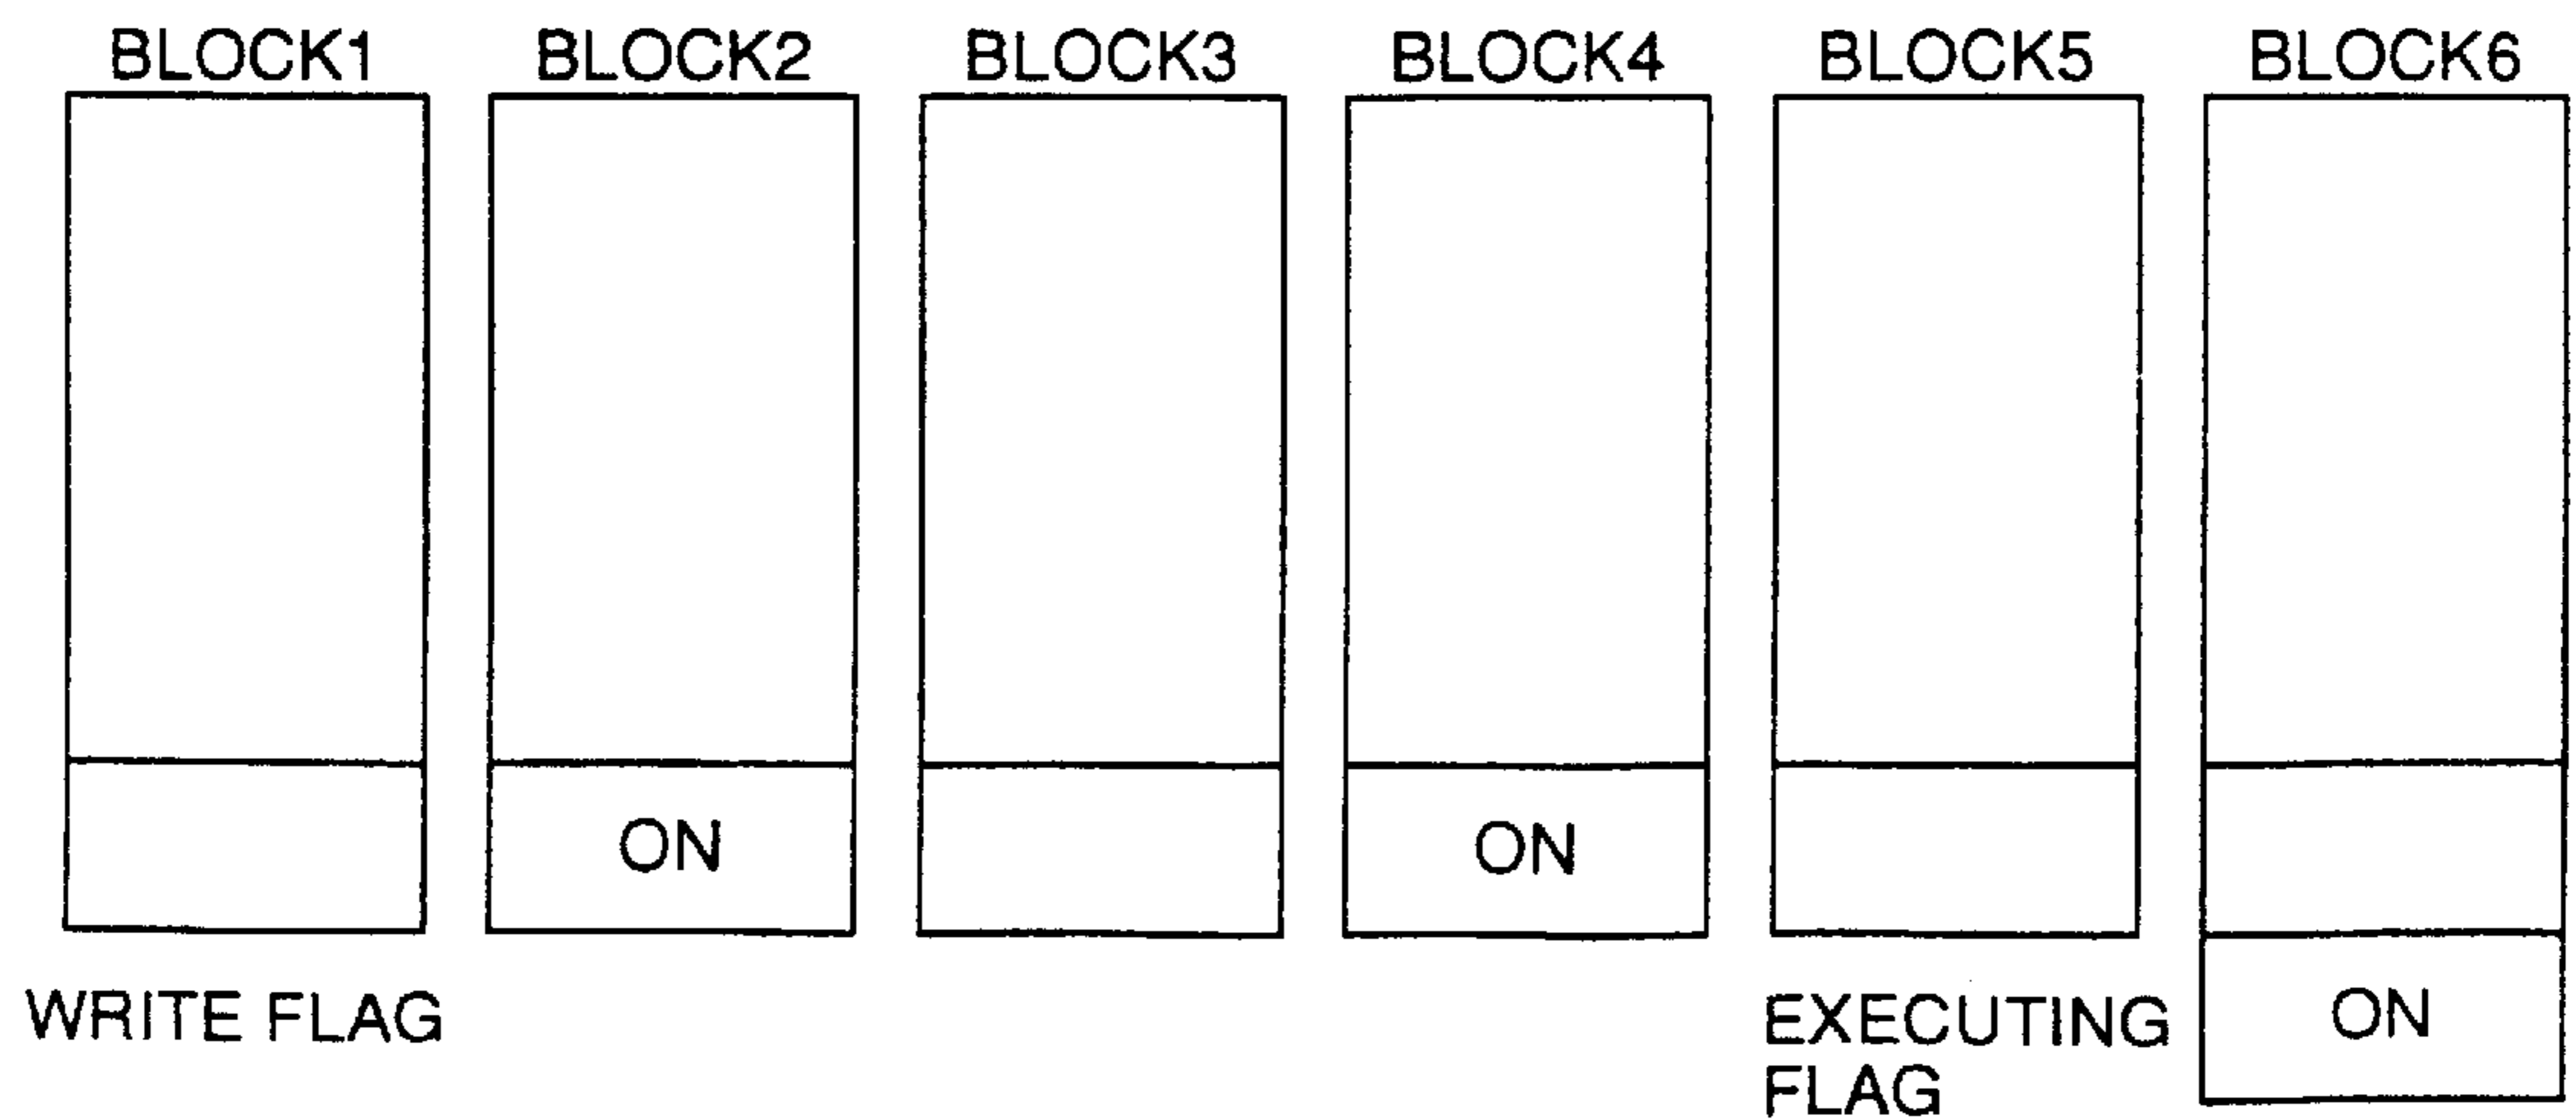 BLOCK1 BLOCK2 BLOCK3 BLOCK4 BLOCK5 BLOCK6
ON ON
WRITE FLAG EXECUTING FLAG ON